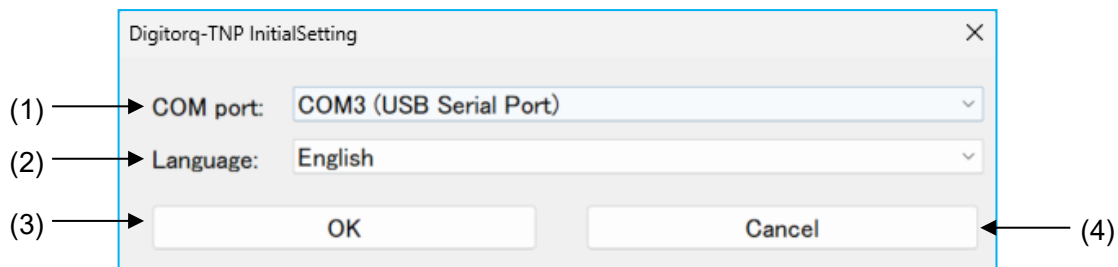 Digitorq-TNP InitialSetting
(1) COM port: COM3 (USB Serial Port)
(2) Language: English
(3) OK Cancel (4)